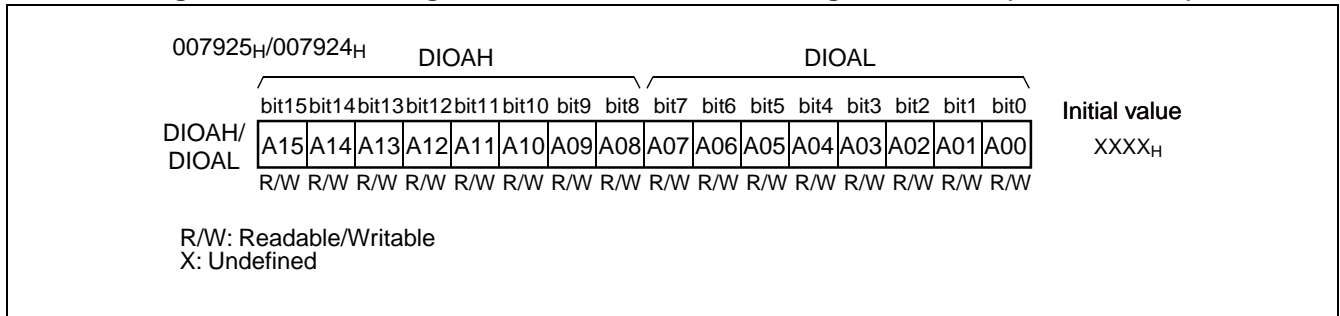 007925H/007924H DIOAH DIOAL
bit15 bit14 bit13 bit12 bit11 bit10 bit9 bit8 bit7 bit6 bit5 bit4 bit3 bit2 bit1 bit0 Initial value
DIOAH/
DIOAL A15 A14 A13 A12 A11 A10 A09 A08 A07 A06 A05 A04 A03 A02 A01 A00 XXXXH
R/W R/W R/W R/W R/W R/W R/W R/W R/W R/W R/W R/W R/W R/W R/W R/W
R/W: Readable/Writable
X: Undefined